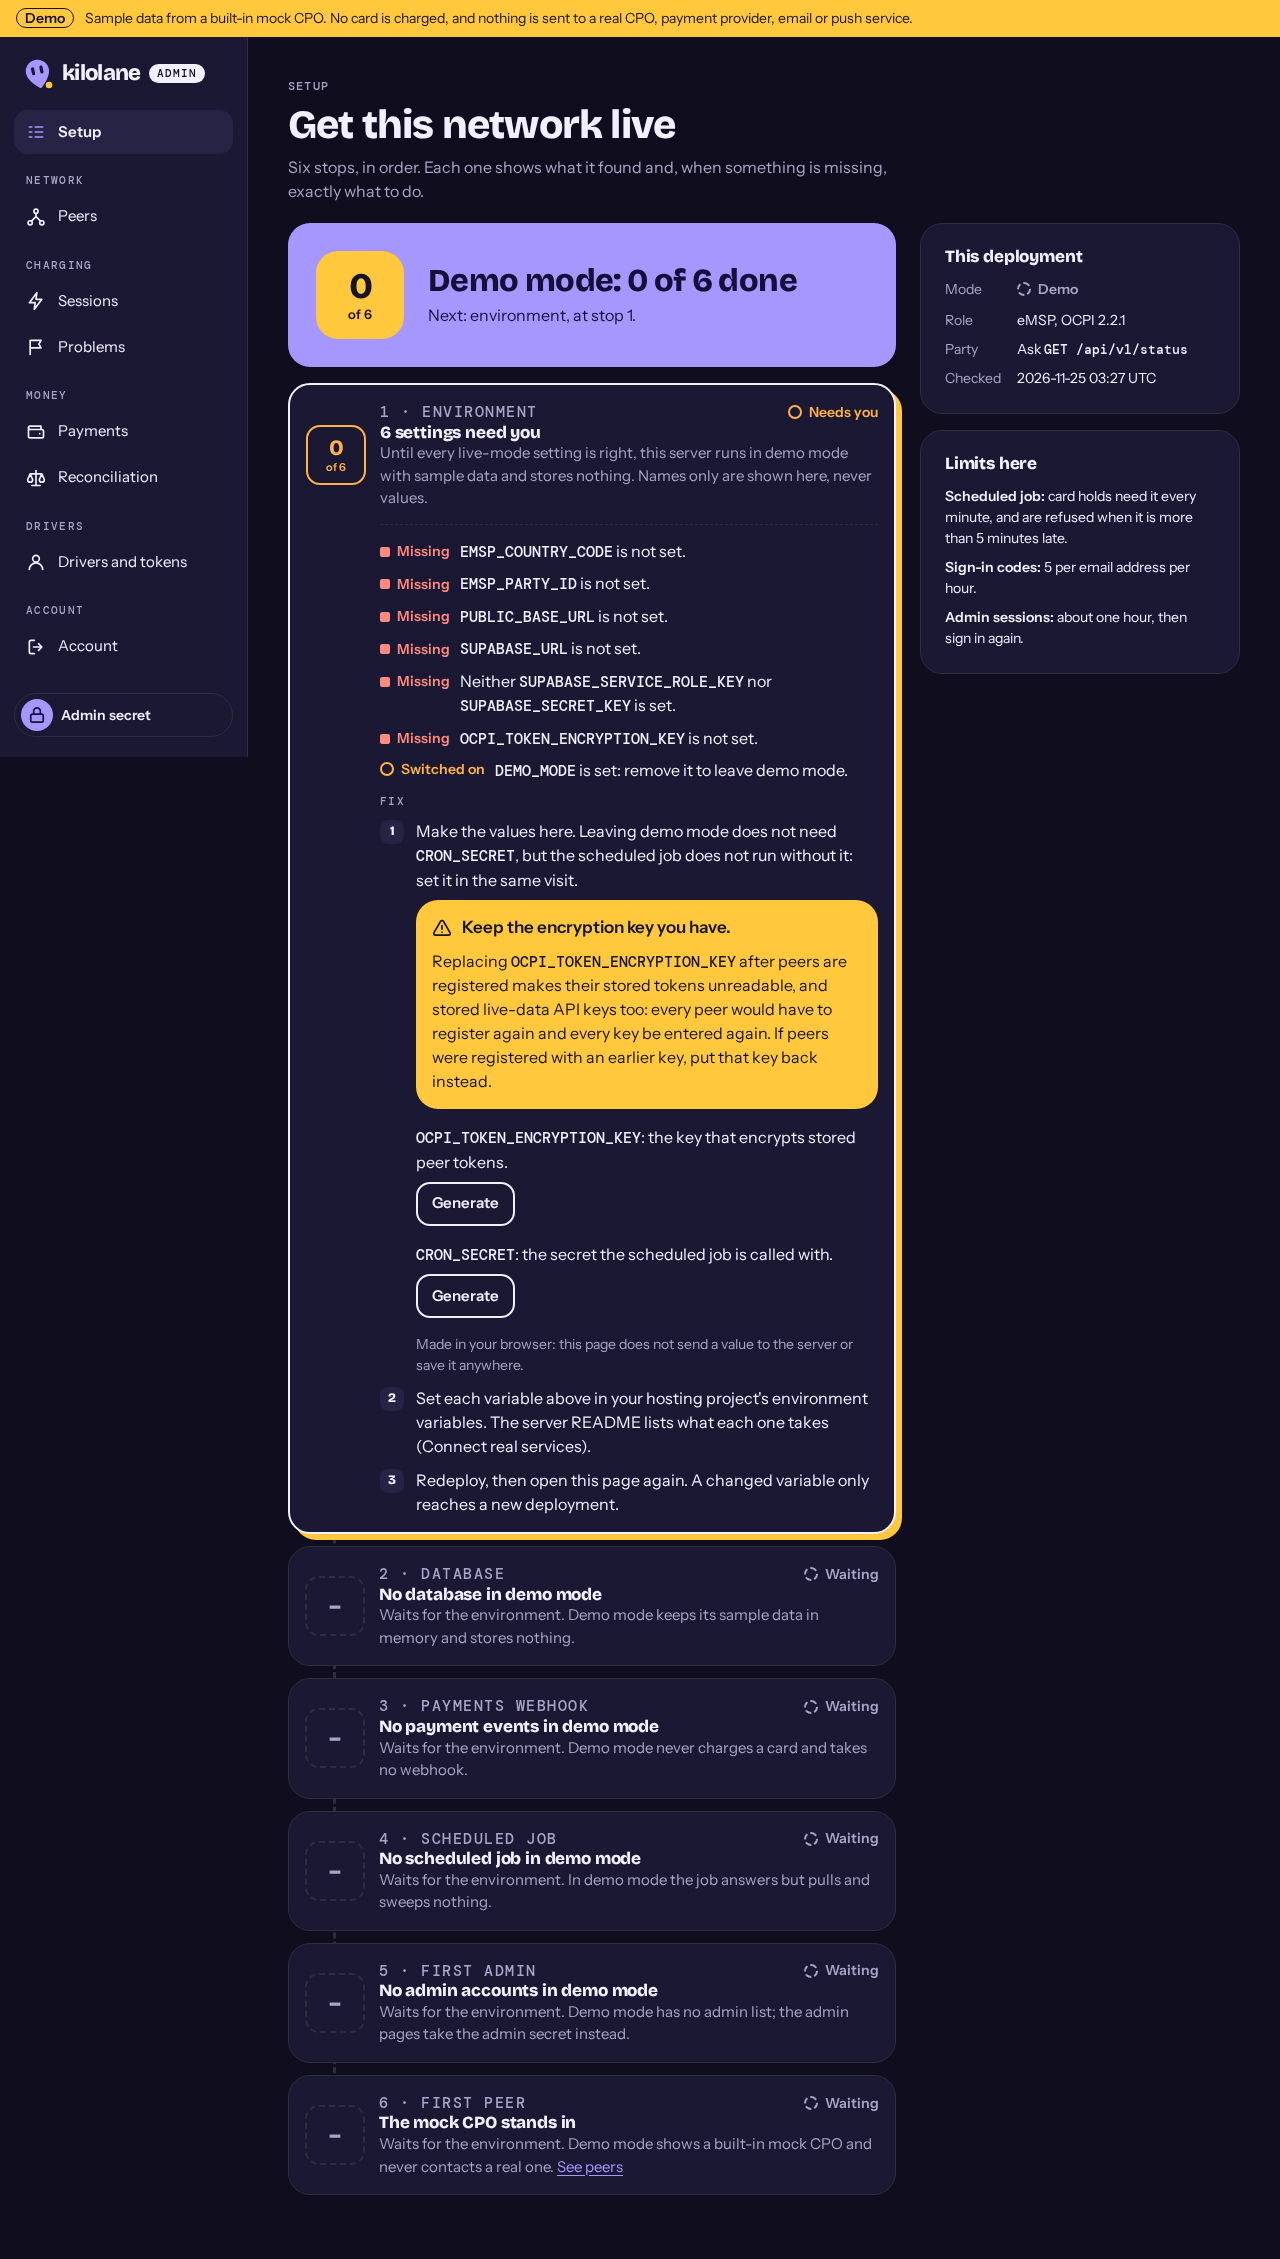 Demo Sample data from a built-in mock CPO. No card is charged, and nothing is sent to a real CPO, payment provider, email or push service.
kilolane ADMIN
Setup
NETWORK
Peers
CHARGING
Sessions
Problems
MONEY
Payments
Reconciliation
DRIVERS
Drivers and tokens
ACCOUNT
Account
Admin secret
SETUP
Get this network live
Six stops, in order. Each one shows what it found and, when something is missing,
exactly what to do.
0
of 6
Demo mode: 0 of 6 done
Next: environment, at stop 1.
1 · ENVIRONMENT
Needs you
0
of 6
6 settings need you
Until every live-mode setting is right, this server runs in demo mode
with sample data and stores nothing. Names only are shown here, never
values.
Missing EMSP_COUNTRY_CODE is not set.
Missing EMSP_PARTY_ID is not set.
Missing PUBLIC_BASE_URL is not set.
Missing SUPABASE_URL is not set.
Missing Neither SUPABASE_SERVICE_ROLE_KEY nor
SUPABASE_SECRET_KEY is set.
Missing OCPI_TOKEN_ENCRYPTION_KEY is not set.
Switched on DEMO_MODE is set: remove it to leave demo mode.
FIX
1 Make the values here. Leaving demo mode does not need
CRON_SECRET, but the scheduled job does not run without it:
set it in the same visit.
Keep the encryption key you have.
Replacing OCPI_TOKEN_ENCRYPTION_KEY after peers are
registered makes their stored tokens unreadable, and
stored live-data API keys too: every peer would have to
register again and every key be entered again. If peers
were registered with an earlier key, put that key back
instead.
OCPI_TOKEN_ENCRYPTION_KEY: the key that encrypts stored
peer tokens.
Generate
CRON_SECRET: the secret the scheduled job is called with.
Generate
Made in your browser: this page does not send a value to the server or
save it anywhere.
2 Set each variable above in your hosting project's environment
variables. The server README lists what each one takes
(Connect real services).
3 Redeploy, then open this page again. A changed variable only
reaches a new deployment.
2 · DATABASE
Waiting
–
No database in demo mode
Waits for the environment. Demo mode keeps its sample data in
memory and stores nothing.
3 · PAYMENTS WEBHOOK
Waiting
–
No payment events in demo mode
Waits for the environment. Demo mode never charges a card and takes
no webhook.
4 · SCHEDULED JOB
Waiting
–
No scheduled job in demo mode
Waits for the environment. In demo mode the job answers but pulls and
sweeps nothing.
5 · FIRST ADMIN
Waiting
–
No admin accounts in demo mode
Waits for the environment. Demo mode has no admin list; the admin
pages take the admin secret instead.
6 · FIRST PEER
Waiting
–
The mock CPO stands in
Waits for the environment. Demo mode shows a built-in mock CPO and
never contacts a real one. See peers
This deployment
Mode Demo
Role eMSP, OCPI 2.2.1
Party Ask GET /api/v1/status
Checked 2026-11-25 03:27 UTC
Limits here
Scheduled job: card holds need it every
minute, and are refused when it is more
than 5 minutes late.
Sign-in codes: 5 per email address per
hour.
Admin sessions: about one hour, then
sign in again.